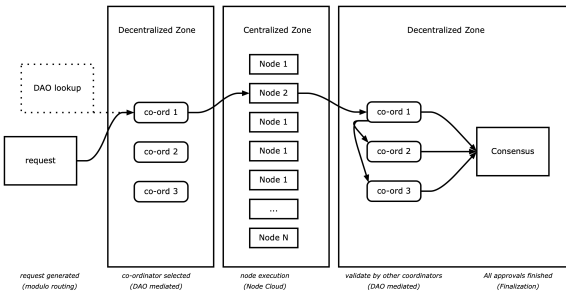 Decentralized Zone
Centralized Zone
Decentralized Zone
DAO lookup
request
co-ord 1
co-ord 2
co-ord 3
Node 1
Node 2
Node 1
Node 1
Node 1
...
Node N
co-ord 1
co-ord 2
co-ord 3
Consensus
request generated
(modulo routing)
co-ordinator selected
(DAO mediated)
node execution
(Node Cloud)
validate by other coordinators
(DAO mediated)
All approvals finished
(Finalization)